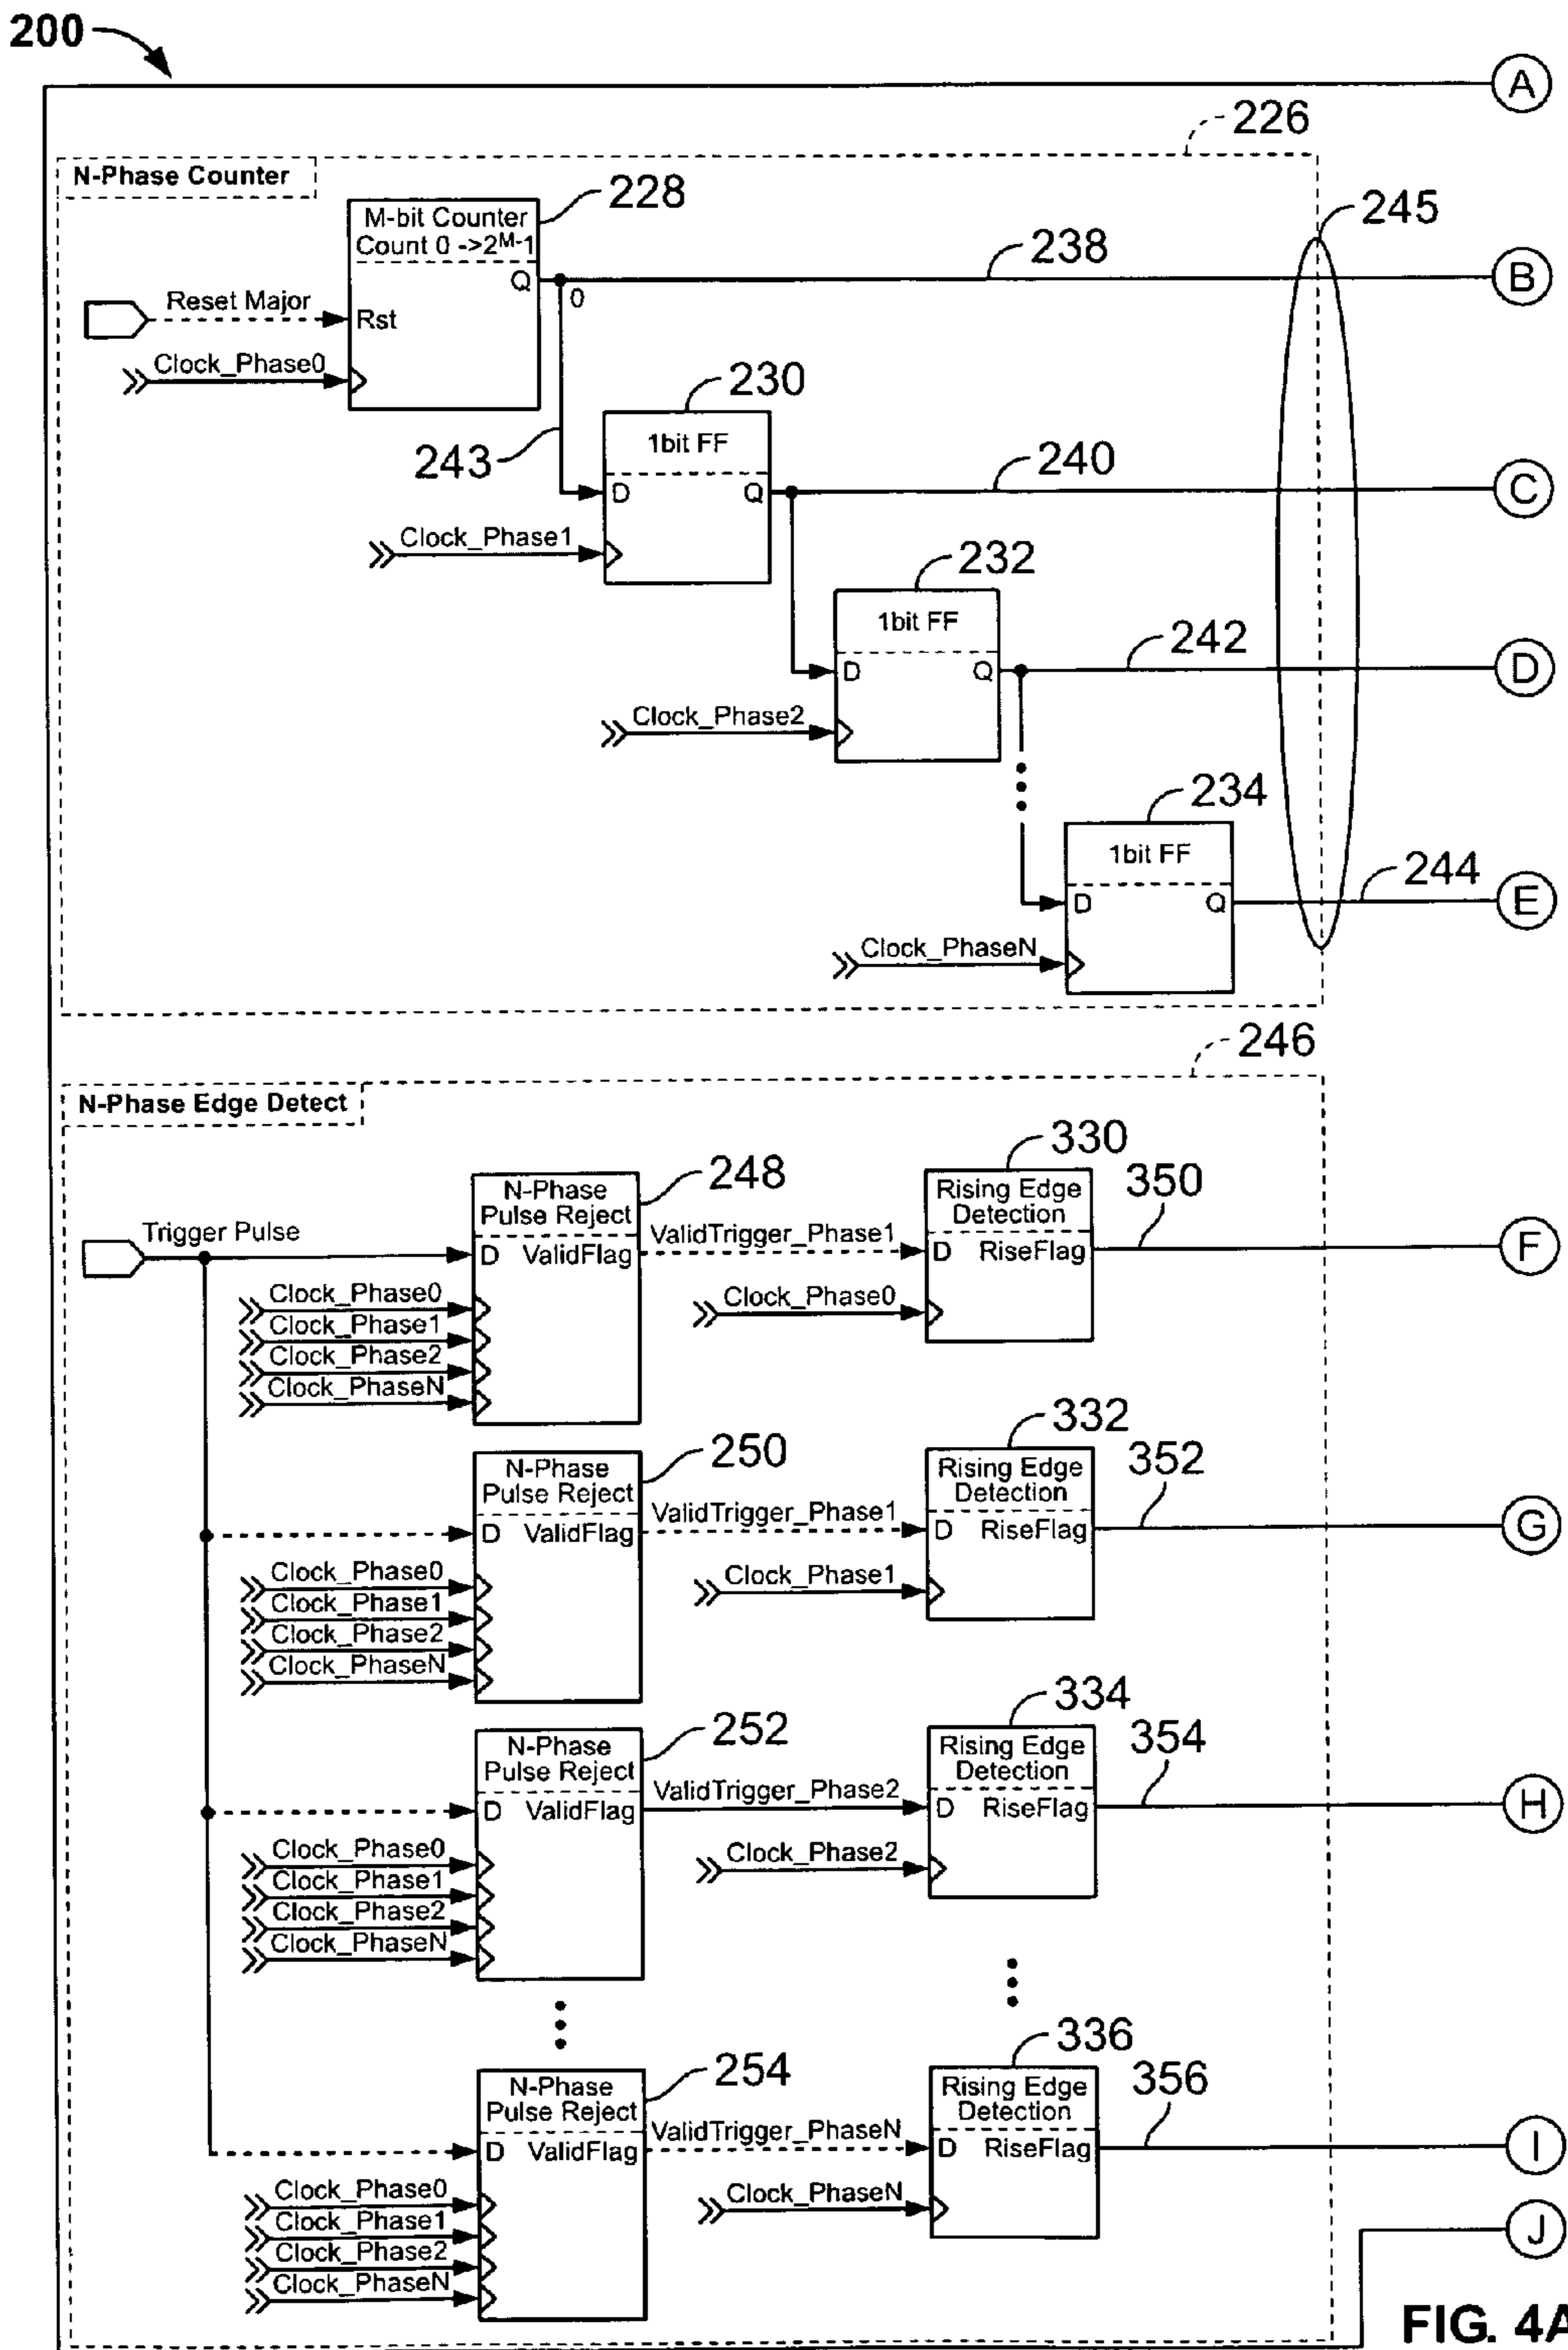 200
A
226
N-Phase Counter
228
M-bit Counter
Count 0 ->2M-1
245
238
Q
B
0
Reset Major
Rst
Clock_Phase0
230
243
1bit FF
240
D
Q
C
Clock_Phase1
232
1bit FF
242
D
Q
D
Clock_Phase2
234
1bit FF
244
D
Q
E
Clock_PhaseN
246
N-Phase Edge Detect
248
330
N-Phase
Pulse Reject
Rising Edge
Detection
350
Trigger Pulse
D ValidFlag
ValidTrigger_Phase1
D RiseFlag
F
Clock_Phase0
Clock_Phase1
Clock_Phase2
Clock_PhaseN
Clock_Phase0
250
332
N-Phase
Pulse Reject
Rising Edge
Detection
352
D ValidFlag
ValidTrigger_Phase1
D RiseFlag
G
Clock_Phase0
Clock_Phase1
Clock_Phase2
Clock_PhaseN
Clock_Phase1
252
334
N-Phase
Pulse Reject
Rising Edge
Detection
354
D ValidFlag
ValidTrigger_Phase2
D RiseFlag
H
Clock_Phase0
Clock_Phase1
Clock_Phase2
Clock_PhaseN
Clock_Phase2
254
336
N-Phase
Pulse Reject
Rising Edge
Detection
356
D ValidFlag
ValidTrigger_PhaseN
D RiseFlag
I
Clock_Phase0
Clock_Phase1
Clock_Phase2
Clock_PhaseN
Clock_PhaseN
J
FIG. 4A